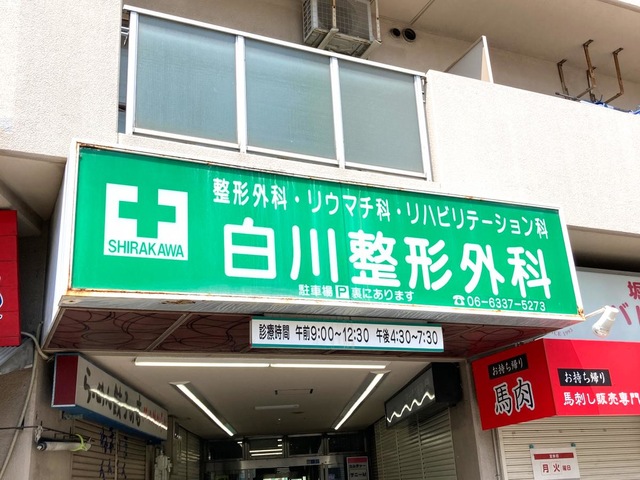 整形外科・リウマチ科・リハビリテーション科
SHIRAKAWA
白川整形外科
駐車場 P 裏にあります
☎06-6337-5273
診療時間 午前9:00～12:30 午後4:30～7:30
お持ち帰り
馬肉
お持ち帰り
馬刺し販売専門
定休日
月火曜日